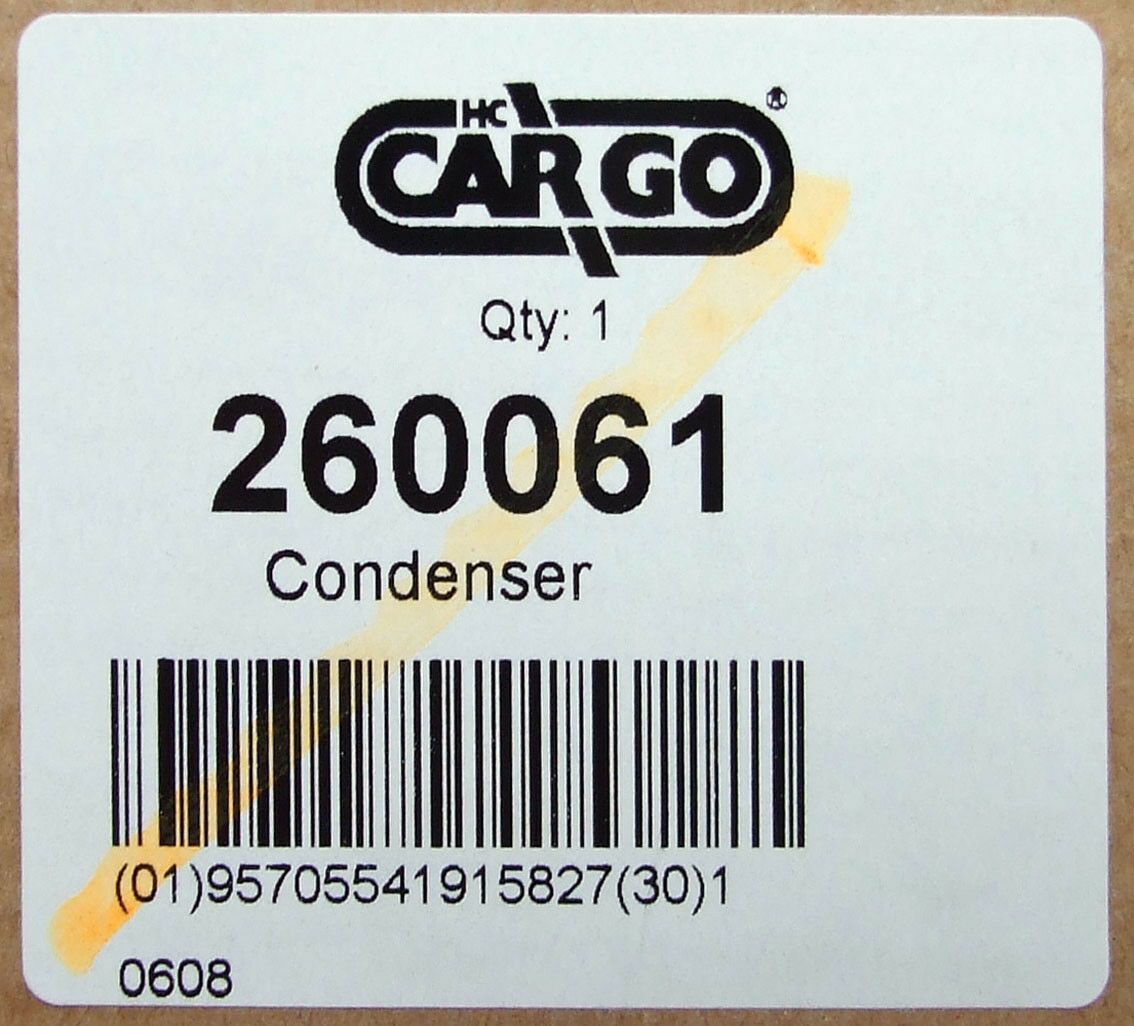 HC
CARGO®
Qty: 1
260061
Condenser
(01)95705541915827(30)1
0608